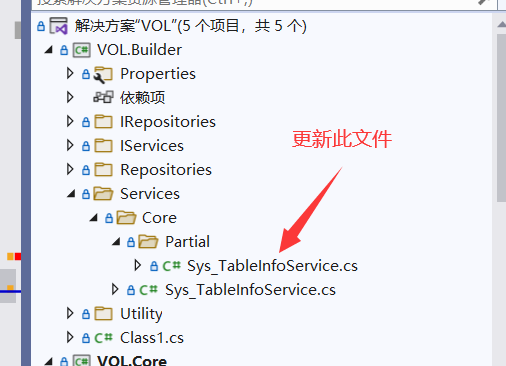 搜索解决方案资源管理器(Ctrl+;)
解决方案"VOL"(5 个项目，共 5 个)
VOL.Builder
Properties
依赖项
IRepositories
IServices
更新此文件
Repositories
Services
Core
Partial
C# Sys_TableInfoService.cs
C# Sys_TableInfoService.cs
Utility
C# Class1.cs
C# VOL.Core